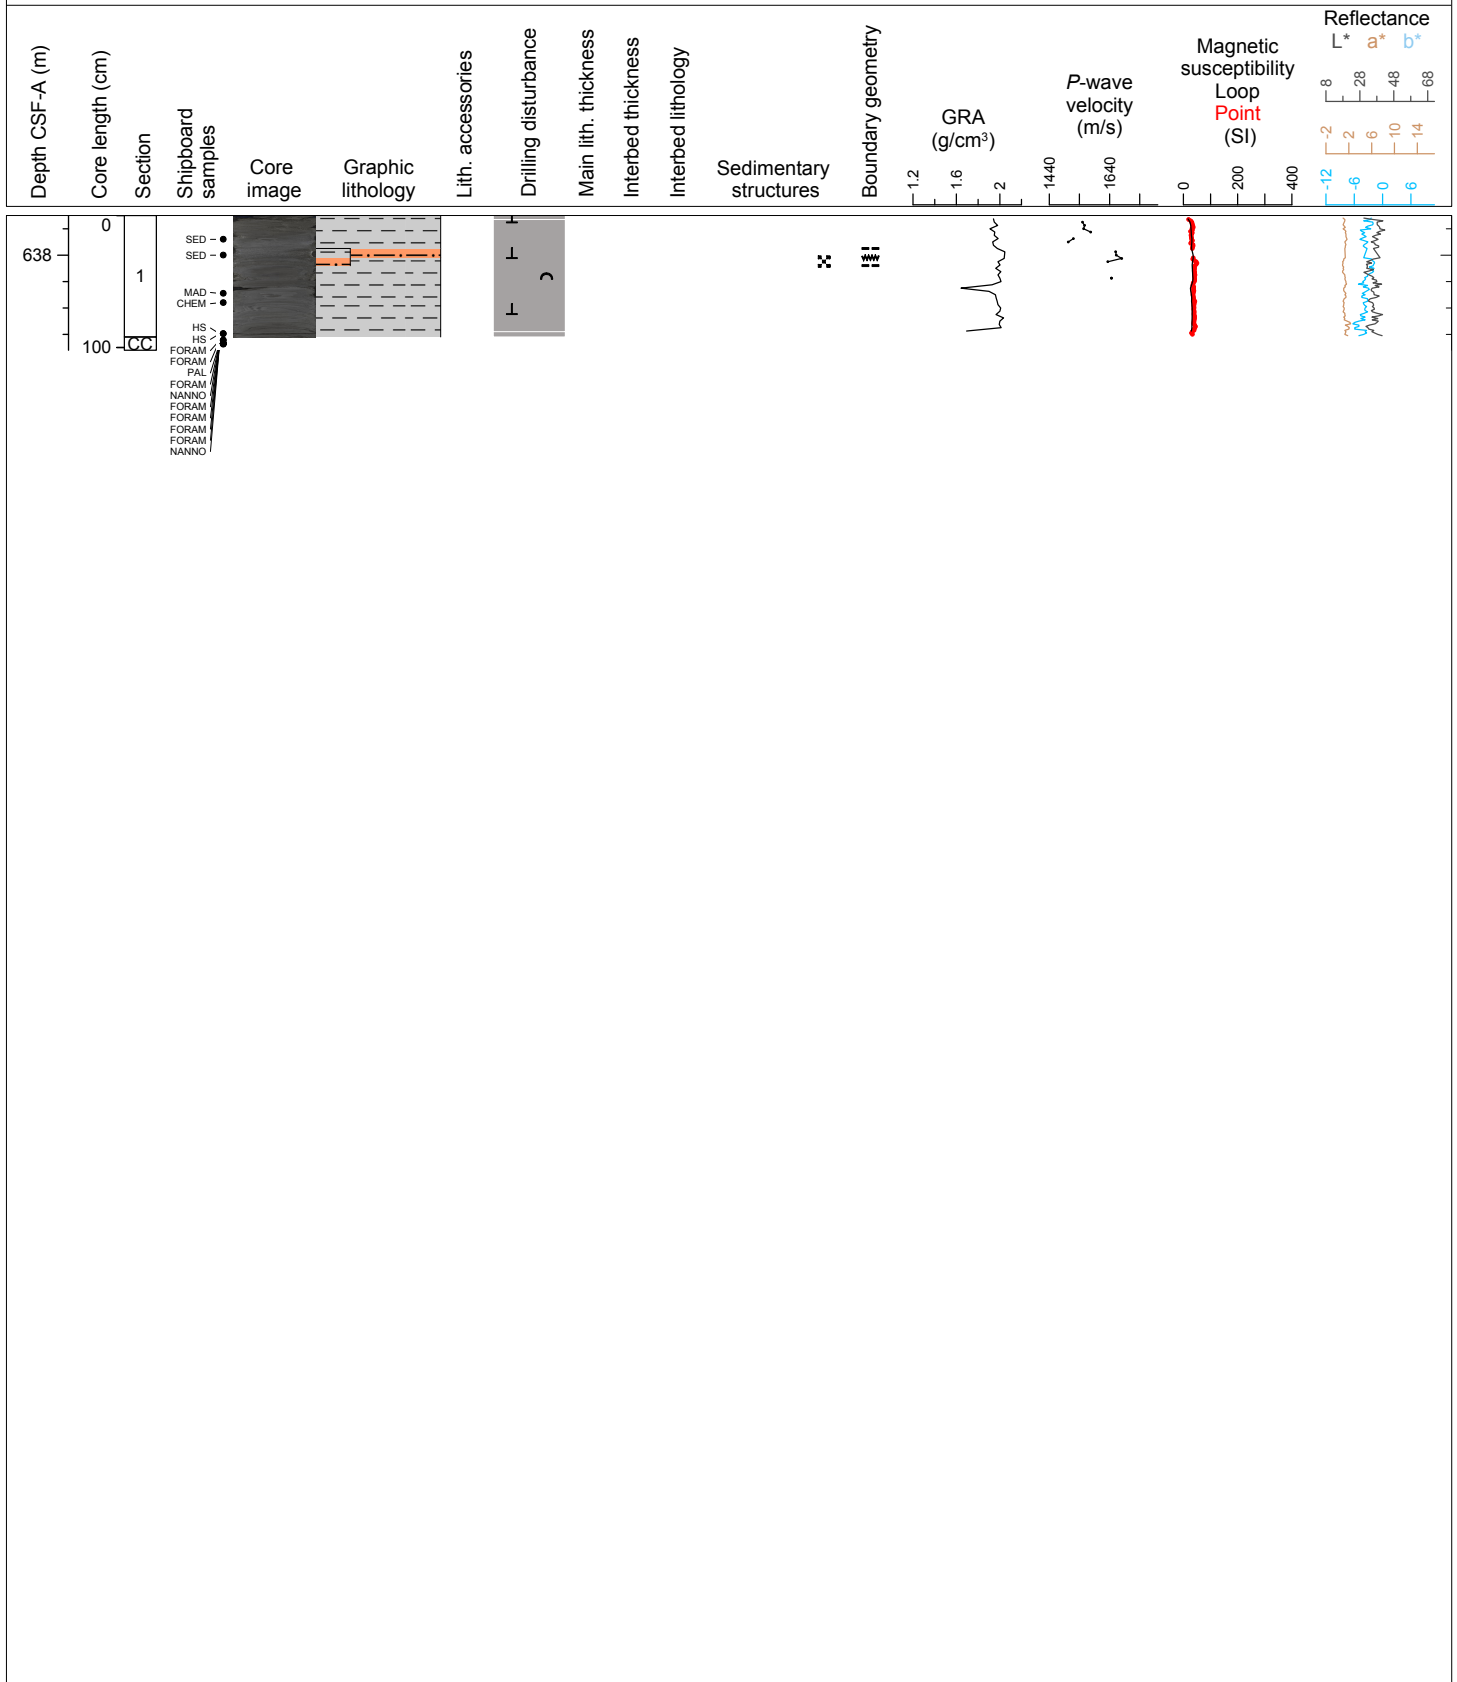 Depth CSF-A (m)
Core length (cm)
Section
Shipboard
samples
Core
image
Graphic
lithology
Lith. accessories
Drilling disturbance
Main lith. thickness
Interbed thickness
Interbed lithology
Sedimentary
structures
Boundary geometry
GRA
(g/cm³)
1.2
1.6
2
P-wave
velocity
(m/s)
1440
1640
Magnetic
susceptibility
Loop
Point
(SI)
0
200
400
Reflectance
L* a* b*
8
28
48
68
-2
2
6
10
14
-12
-6
0
6
638
0
100
1
CC
SED
SED
MAD
CHEM
HS
HS
FORAM
FORAM
PAL
FORAM
NANNO
FORAM
FORAM
FORAM
FORAM
NANNO